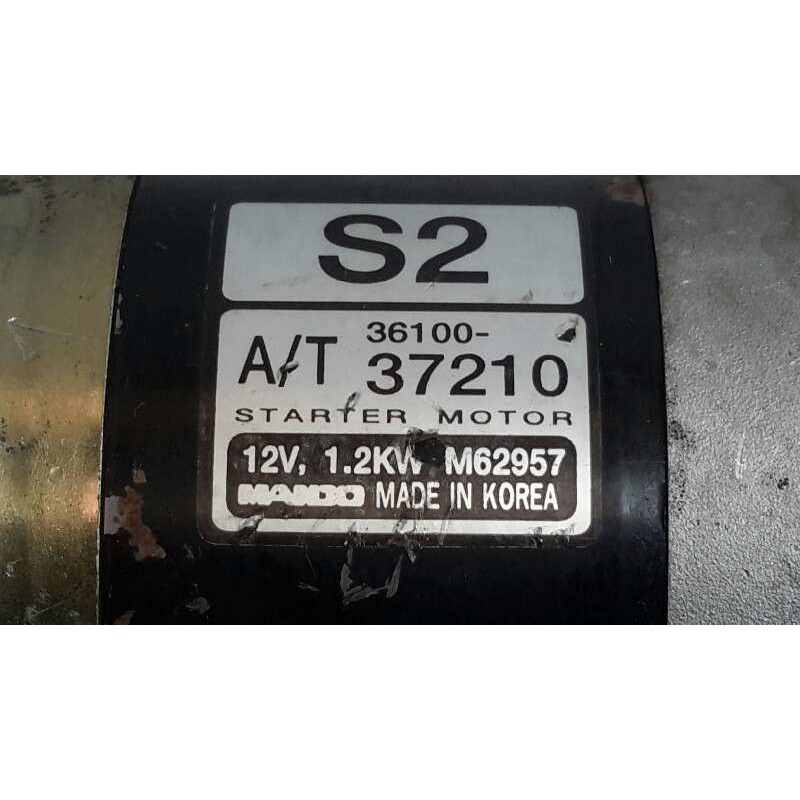 S2
A/T 36100-
37210
STARTER MOTOR
12V, 1.2KW M62957
MANDO MADE IN KOREA